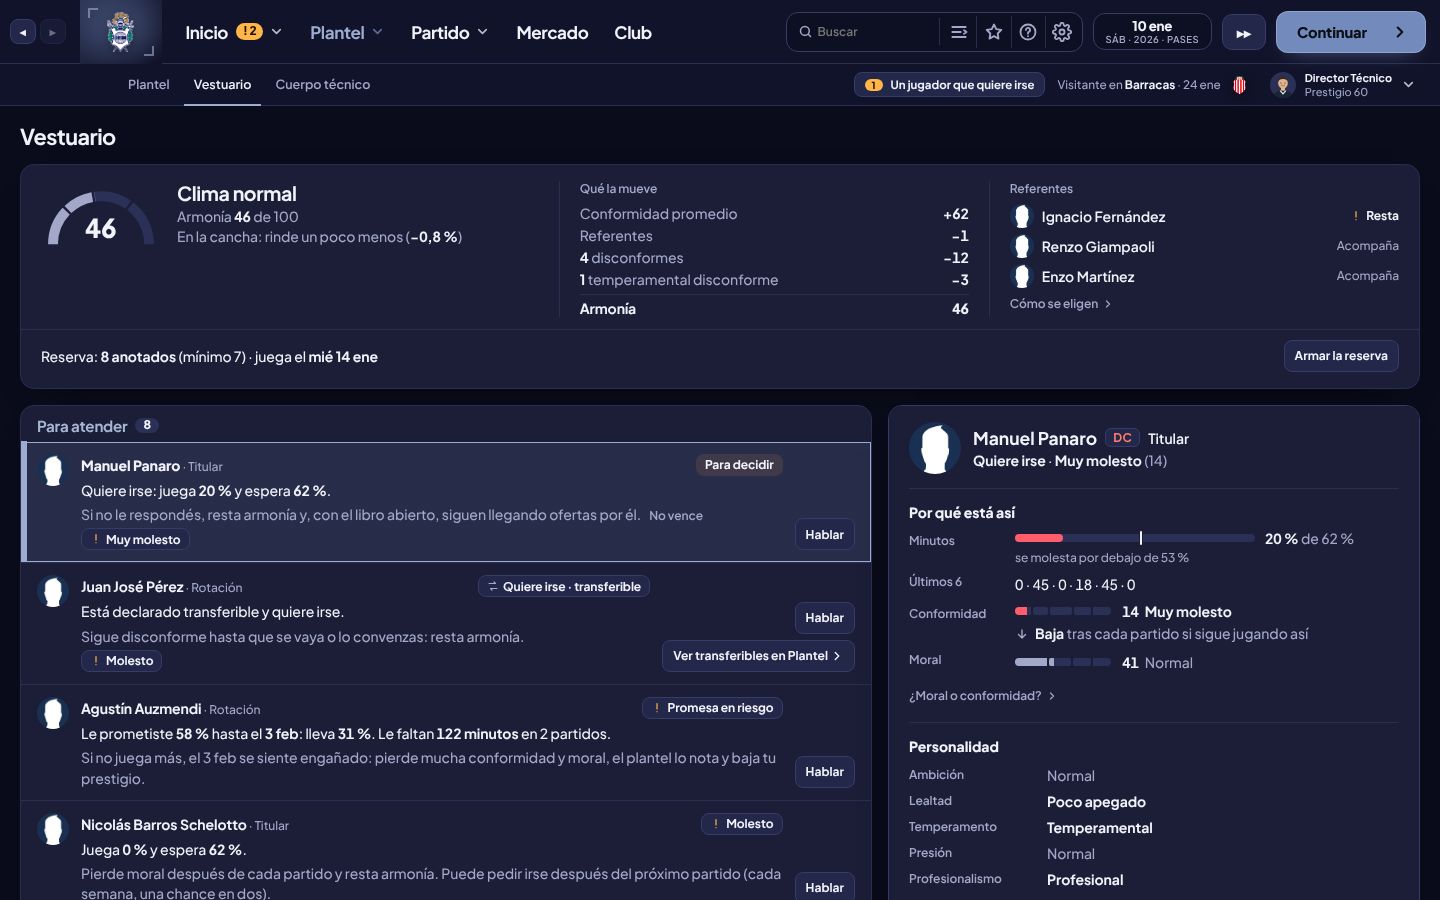 Inicio ! 2
Plantel
Partido
Mercado
Club
Buscar
10 ene
SÁB · 2026 · PASES
Continuar
Plantel
Vestuario
Cuerpo técnico
1 Un jugador que quiere irse
Visitante en Barracas · 24 ene
Director Técnico
Prestigio 60
Vestuario
46
Clima normal
Armonía 46 de 100
En la cancha: rinde un poco menos (−0,8 %)
Qué la mueve
Conformidad promedio +62
Referentes −1
4 disconformes −12
1 temperamental disconforme −3
Armonía 46
Referentes
Ignacio Fernández ! Resta
Renzo Giampaoli Acompaña
Enzo Martínez Acompaña
Cómo se eligen
Reserva: 8 anotados (mínimo 7) · juega el mié 14 ene
Armar la reserva
Para atender 8
Manuel Panaro · Titular
Para decidir
Quiere irse: juega 20 % y espera 62 %.
Si no le respondés, resta armonía y, con el libro abierto, siguen llegando ofertas por él. No vence
! Muy molesto
Hablar
Juan José Pérez · Rotación
Quiere irse · transferible
Está declarado transferible y quiere irse.
Sigue disconforme hasta que se vaya o lo convenzas: resta armonía.
! Molesto
Hablar
Ver transferibles en Plantel
Agustín Auzmendi · Rotación
! Promesa en riesgo
Le prometiste 58 % hasta el 3 feb: lleva 31 %. Le faltan 122 minutos en 2 partidos.
Si no juega más, el 3 feb se siente engañado: pierde mucha conformidad y moral, el plantel lo nota y baja tu
prestigio.
Hablar
Nicolás Barros Schelotto · Titular
! Molesto
Juega 0 % y espera 62 %.
Pierde moral después de cada partido y resta armonía. Puede pedir irse después del próximo partido (cada
semana, una chance en dos).
Hablar
Manuel Panaro DC Titular
Quiere irse · Muy molesto (14)
Por qué está así
Minutos 20 % de 62 %
se molesta por debajo de 53 %
Últimos 6 0 · 45 · 0 · 18 · 45 · 0
Conformidad 14 Muy molesto
↓ Baja tras cada partido si sigue jugando así
Moral 41 Normal
¿Moral o conformidad?
Personalidad
Ambición Normal
Lealtad Poco apegado
Temperamento Temperamental
Presión Normal
Profesionalismo Profesional